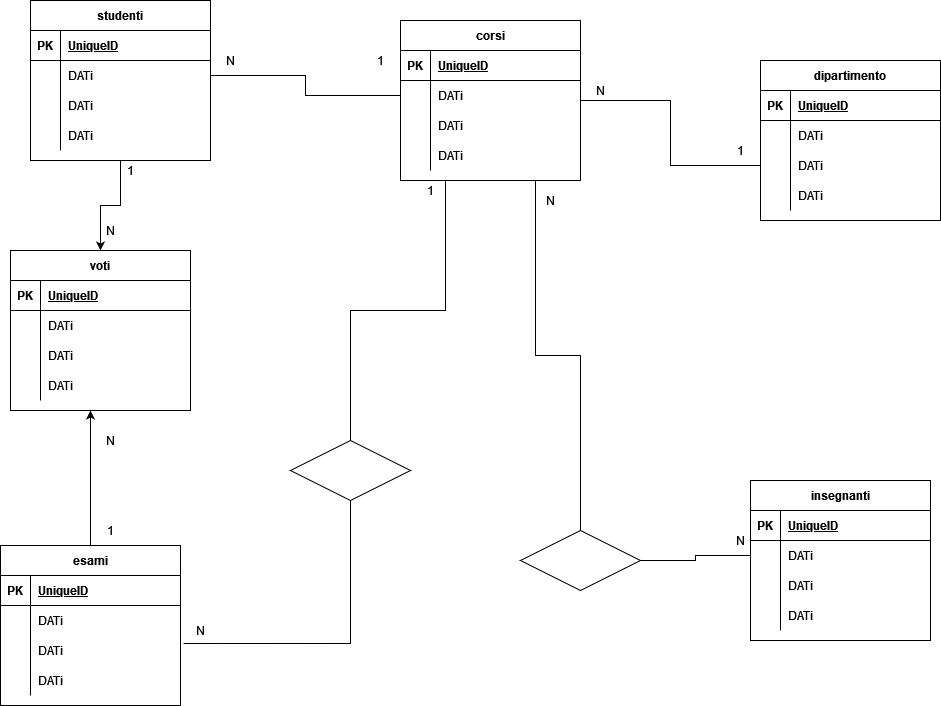 studenti
PK UniqueID
DATi
DATi
DATi
N
1
corsi
PK UniqueID
DATi
DATi
DATi
N
1
dipartimento
PK UniqueID
DATi
DATi
DATi
1
N
1
N
voti
PK UniqueID
DATi
DATi
DATi
N
1
esami
PK UniqueID
DATi
DATi
DATi
N
N
insegnanti
PK UniqueID
DATi
DATi
DATi